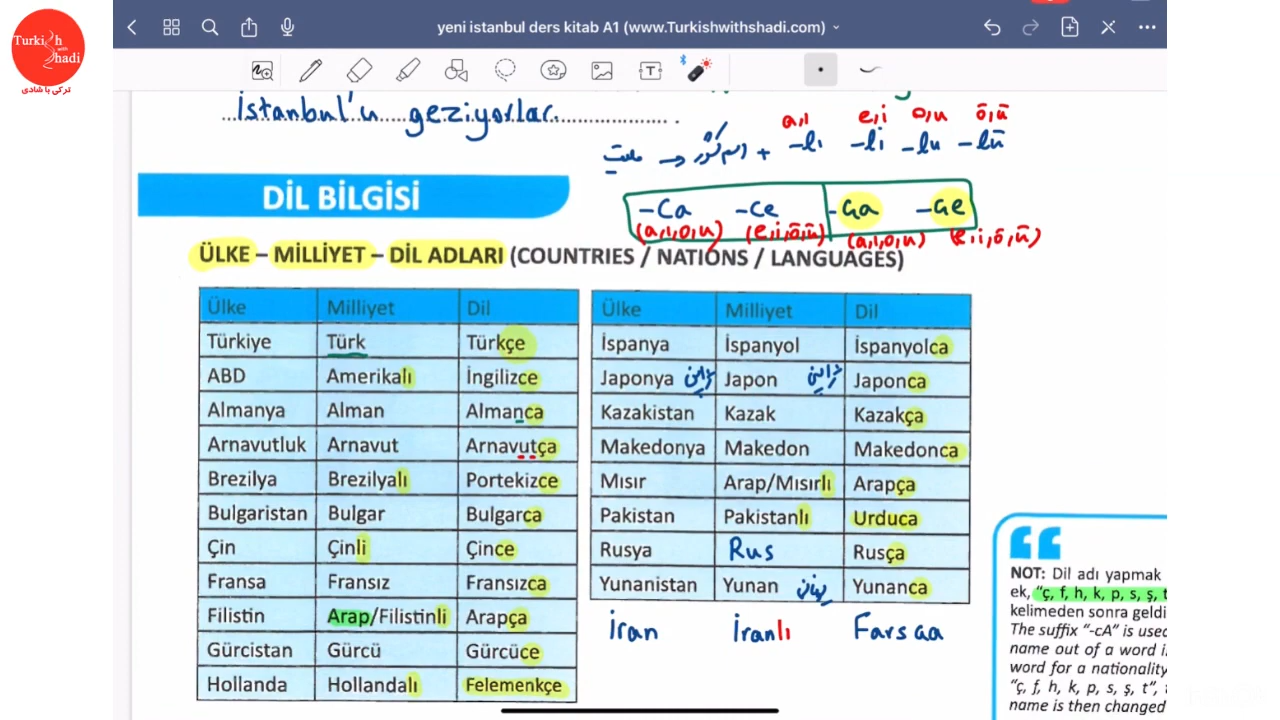 Turkish
with
Shadi
ترکی با شادی
yeni istanbul ders kitab A1 (www.Turkishwithshadi.com)
İstanbul'u geziyorlar.
a,ı e,i o,u ö,ü
ملیت → اسم کشور + -lı -li -lu -lü
-Ca -Ce -Ça -Çe
(a,ı,o,u) (e,i,ö,ü) (a,ı,o,u) (e,i,ö,ü)
DİL BİLGİSİ
ÜLKE – MİLLİYET – DİL ADLARI (COUNTRIES / NATIONS / LANGUAGES)
Ülke Milliyet Dil
Türkiye Türk Türkçe
ABD Amerikalı İngilizce
Almanya Alman Almanca
Arnavutluk Arnavut Arnavutça
Brezilya Brezilyalı Portekizce
Bulgaristan Bulgar Bulgarca
Çin Çinli Çince
Fransa Fransız Fransızca
Filistin Arap/Filistinli Arapça
Gürcistan Gürcü Gürcüce
Hollanda Hollandalı Felemenkçe
Ülke Milliyet Dil
İspanya İspanyol İspanyolca
Japonya ژاپن Japon ژاپن Japonca
Kazakistan Kazak Kazakça
Makedonya Makedon Makedonca
Mısır Arap/Mısırlı Arapça
Pakistan Pakistanlı Urduca
Rusya Rus Rusça
Yunanistan Yunan یونان Yunanca
İran İranlı Farsça
NOT: Dil adı yapmak
ek, "ç, f, h, k, p, s, ş, t
kelimeden sonra geldi
The suffix "-cA" is used
name out of a word i
word for a nationality
"ç, f, h, k, p, s, ş, t",
name is then changed